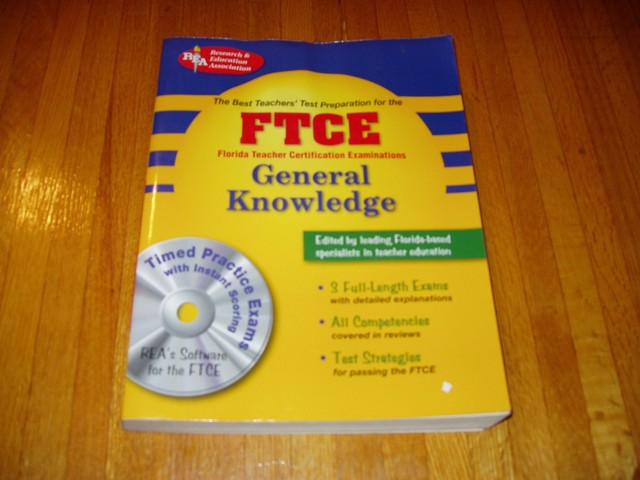 REA
Research &
Education
Association
The Best Teachers' Test Preparation for the
FTCE
Florida Teacher Certification Examinations
General
Knowledge
Edited by leading Florida-based
specialists in teacher education
Timed Practice Exams
with Instant Scoring
REA's Software
for the FTCE
• 3 Full-Length Exams
with detailed explanations
• All Competencies
covered in reviews
• Test Strategies
for passing the FTCE